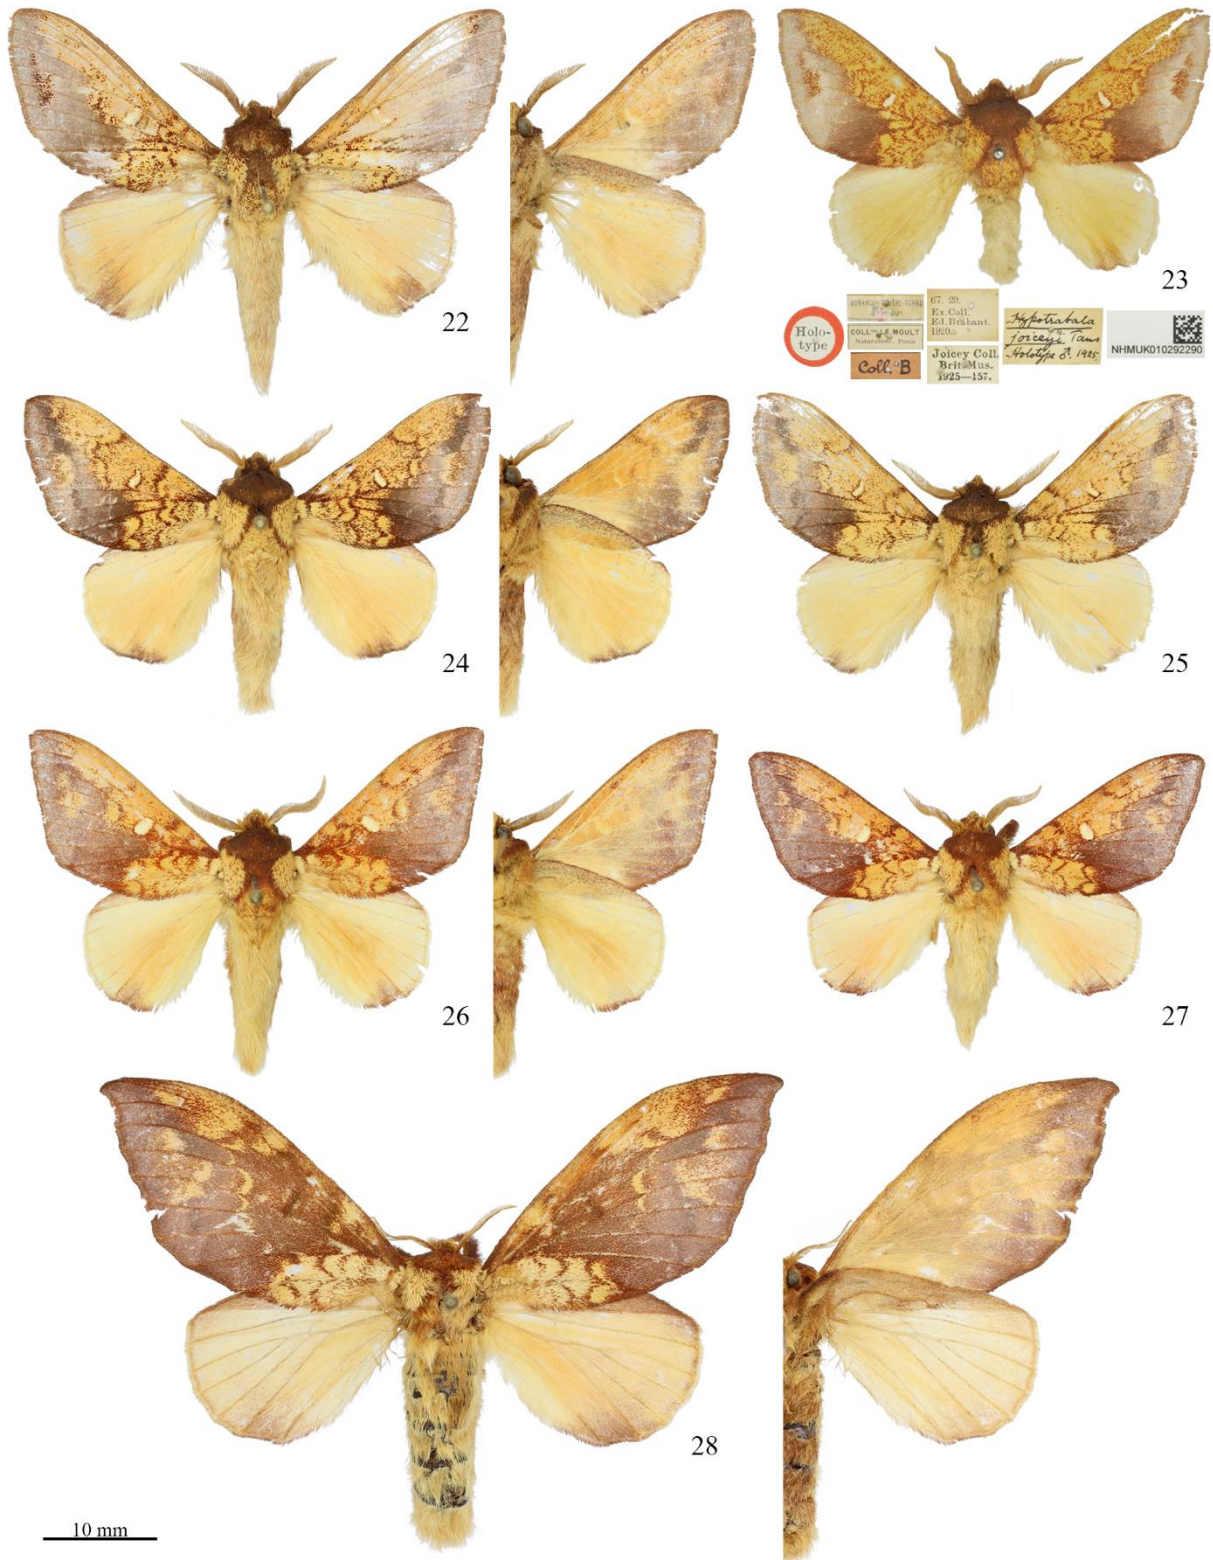 22
23
Holo-
type
COLLon LE MOULT
Naturaliste, Paris
Coll. B
67. 20.
Ex. Coll.
Ed. Brabant.
1920.
Joicey Coll.
Brit. Mus.
1925—157.
Hypotrabala
joiceyi Tams
Holotype ♂. 1925
NHMUK010292290
24
25
26
27
28
10 mm